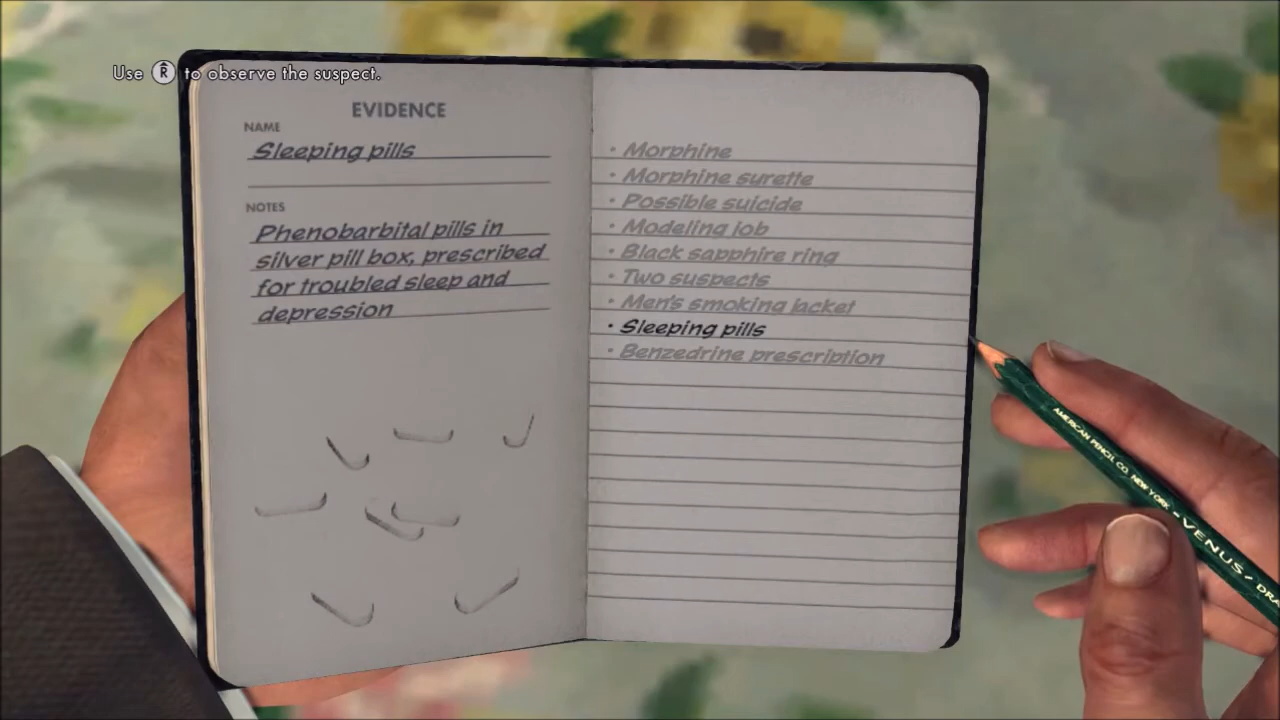 Use R to observe the suspect.
EVIDENCE
NAME
Sleeping pills
NOTES
Phenobarbital pills in
silver pill box, prescribed
for troubled sleep and
depression
• Morphine
• Morphine surette
• Possible suicide
• Modeling job
• Black sapphire ring
• Two suspects
• Men's smoking jacket
• Sleeping pills
• Benzedrine prescription
AMERICAN PENCIL CO. NEW YORK - VENUS / DRA